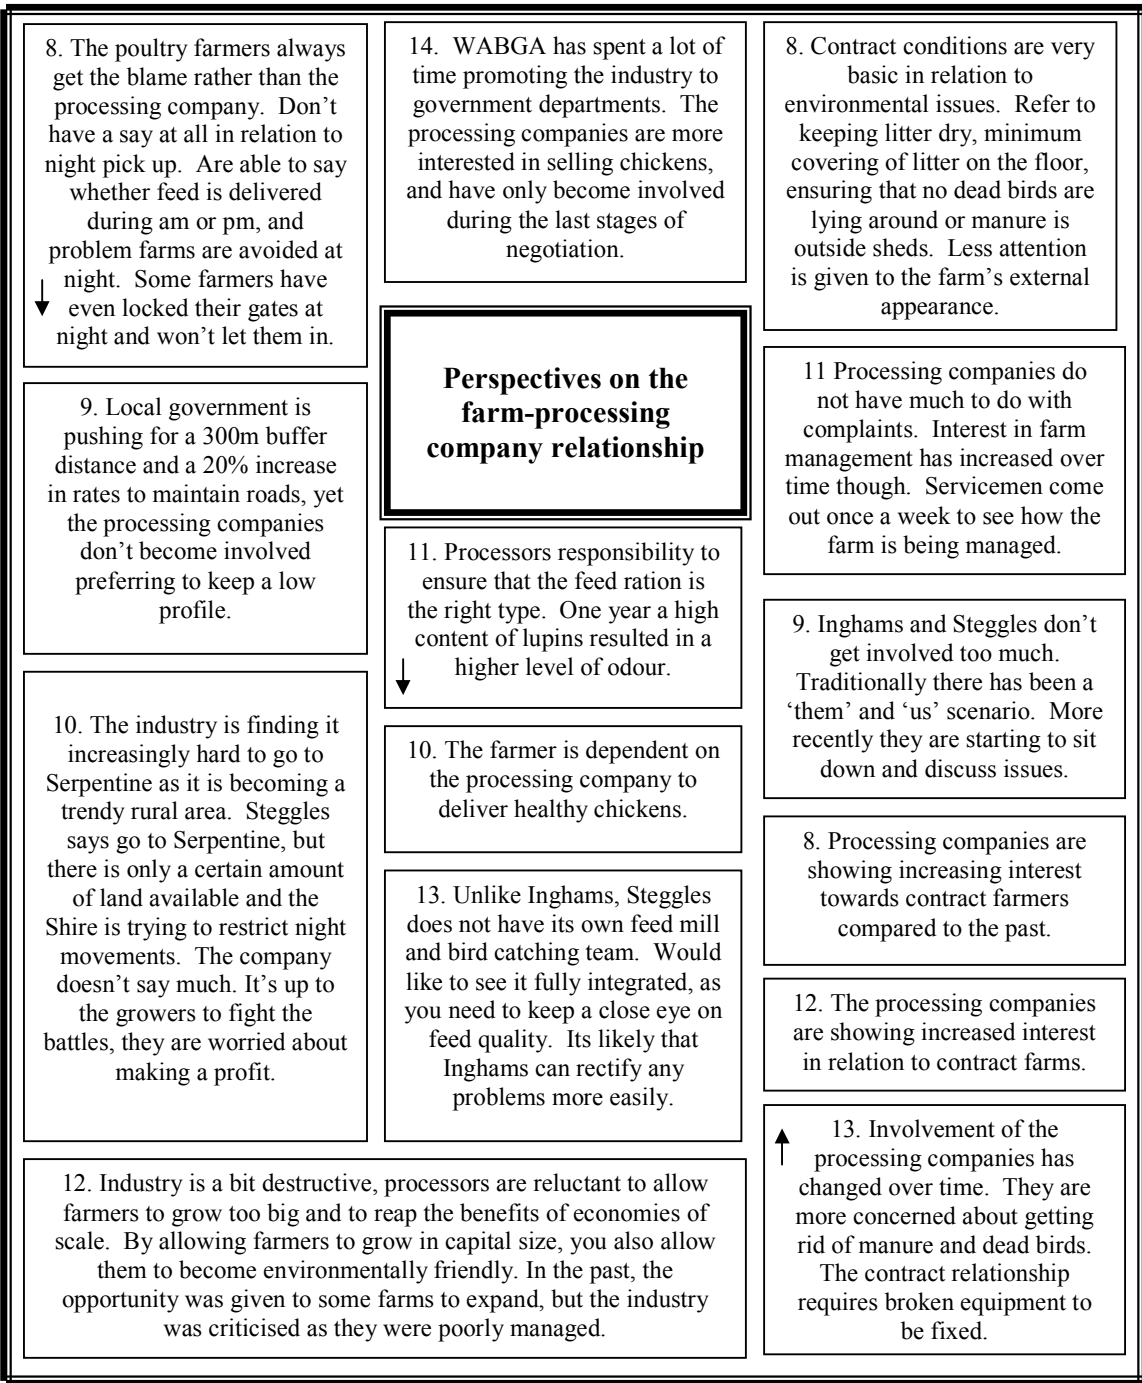 8. The poultry farmers always
get the blame rather than the
processing company. Don't
have a say at all in relation to
night pick up. Are able to say
whether feed is delivered
during am or pm, and
problem farms are avoided at
night. Some farmers have
even locked their gates at
night and won't let them in.
9. Local government is
pushing for a 300m buffer
distance and a 20% increase
in rates to maintain roads, yet
the processing companies
don't become involved
preferring to keep a low
profile.
10. The industry is finding it
increasingly hard to go to
Serpentine as it is becoming a
trendy rural area. Steggles
says go to Serpentine, but
there is only a certain amount
of land available and the
Shire is trying to restrict night
movements. The company
doesn't say much. It's up to
the growers to fight the
battles, they are worried about
making a profit.
14. WABGA has spent a lot of
time promoting the industry to
government departments. The
processing companies are more
interested in selling chickens,
and have only become involved
during the last stages of
negotiation.
Perspectives on the
farm-processing
company relationship
11. Processors responsibility to
ensure that the feed ration is
the right type. One year a high
content of lupins resulted in a
higher level of odour.
10. The farmer is dependent on
the processing company to
deliver healthy chickens.
13. Unlike Inghams, Steggles
does not have its own feed mill
and bird catching team. Would
like to see it fully integrated, as
you need to keep a close eye on
feed quality. Its likely that
Inghams can rectify any
problems more easily.
12. Industry is a bit destructive, processors are reluctant to allow
farmers to grow too big and to reap the benefits of economies of
scale. By allowing farmers to grow in capital size, you also allow
them to become environmentally friendly. In the past, the
opportunity was given to some farms to expand, but the industry
was criticised as they were poorly managed.
8. Contract conditions are very
basic in relation to
environmental issues. Refer to
keeping litter dry, minimum
covering of litter on the floor,
ensuring that no dead birds are
lying around or manure is
outside sheds. Less attention
is given to the farm's external
appearance.
11 Processing companies do
not have much to do with
complaints. Interest in farm
management has increased over
time though. Servicemen come
out once a week to see how the
farm is being managed.
9. Inghams and Steggles don't
get involved too much.
Traditionally there has been a
'them' and 'us' scenario. More
recently they are starting to sit
down and discuss issues.
8. Processing companies are
showing increasing interest
towards contract farmers
compared to the past.
12. The processing companies
are showing increased interest
in relation to contract farms.
13. Involvement of the
processing companies has
changed over time. They are
more concerned about getting
rid of manure and dead birds.
The contract relationship
requires broken equipment to
be fixed.